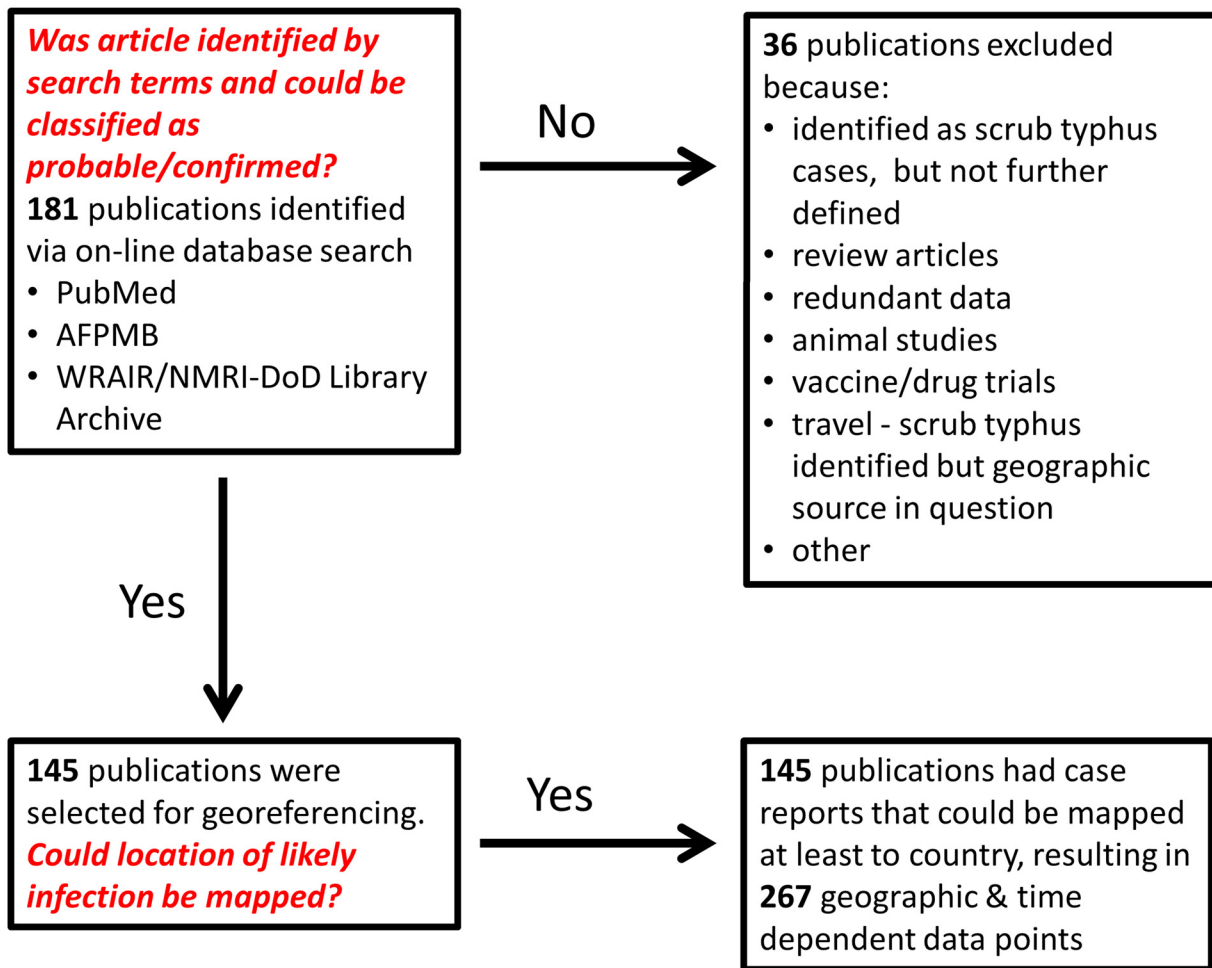 Was article identified by
search terms and could be
classified as
probable/confirmed?
181 publications identified
via on-line database search
• PubMed
• AFPMB
• WRAIR/NMRI-DoD Library
Archive
No
36 publications excluded
because:
• identified as scrub typhus
cases,  but not further
defined
• review articles
• redundant data
• animal studies
• vaccine/drug trials
• travel - scrub typhus
identified but geographic
source in question
• other
Yes
145 publications were
selected for georeferencing.
Could location of likely
infection be mapped?
Yes
145 publications had case
reports that could be mapped
at least to country, resulting in
267 geographic & time
dependent data points